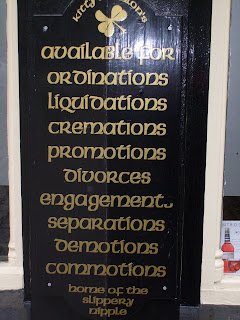 available for
ordinations
liquidations
cremations
promotions
divorces
engagements
separations
demotions
commotions
home of the
slippery
nipple